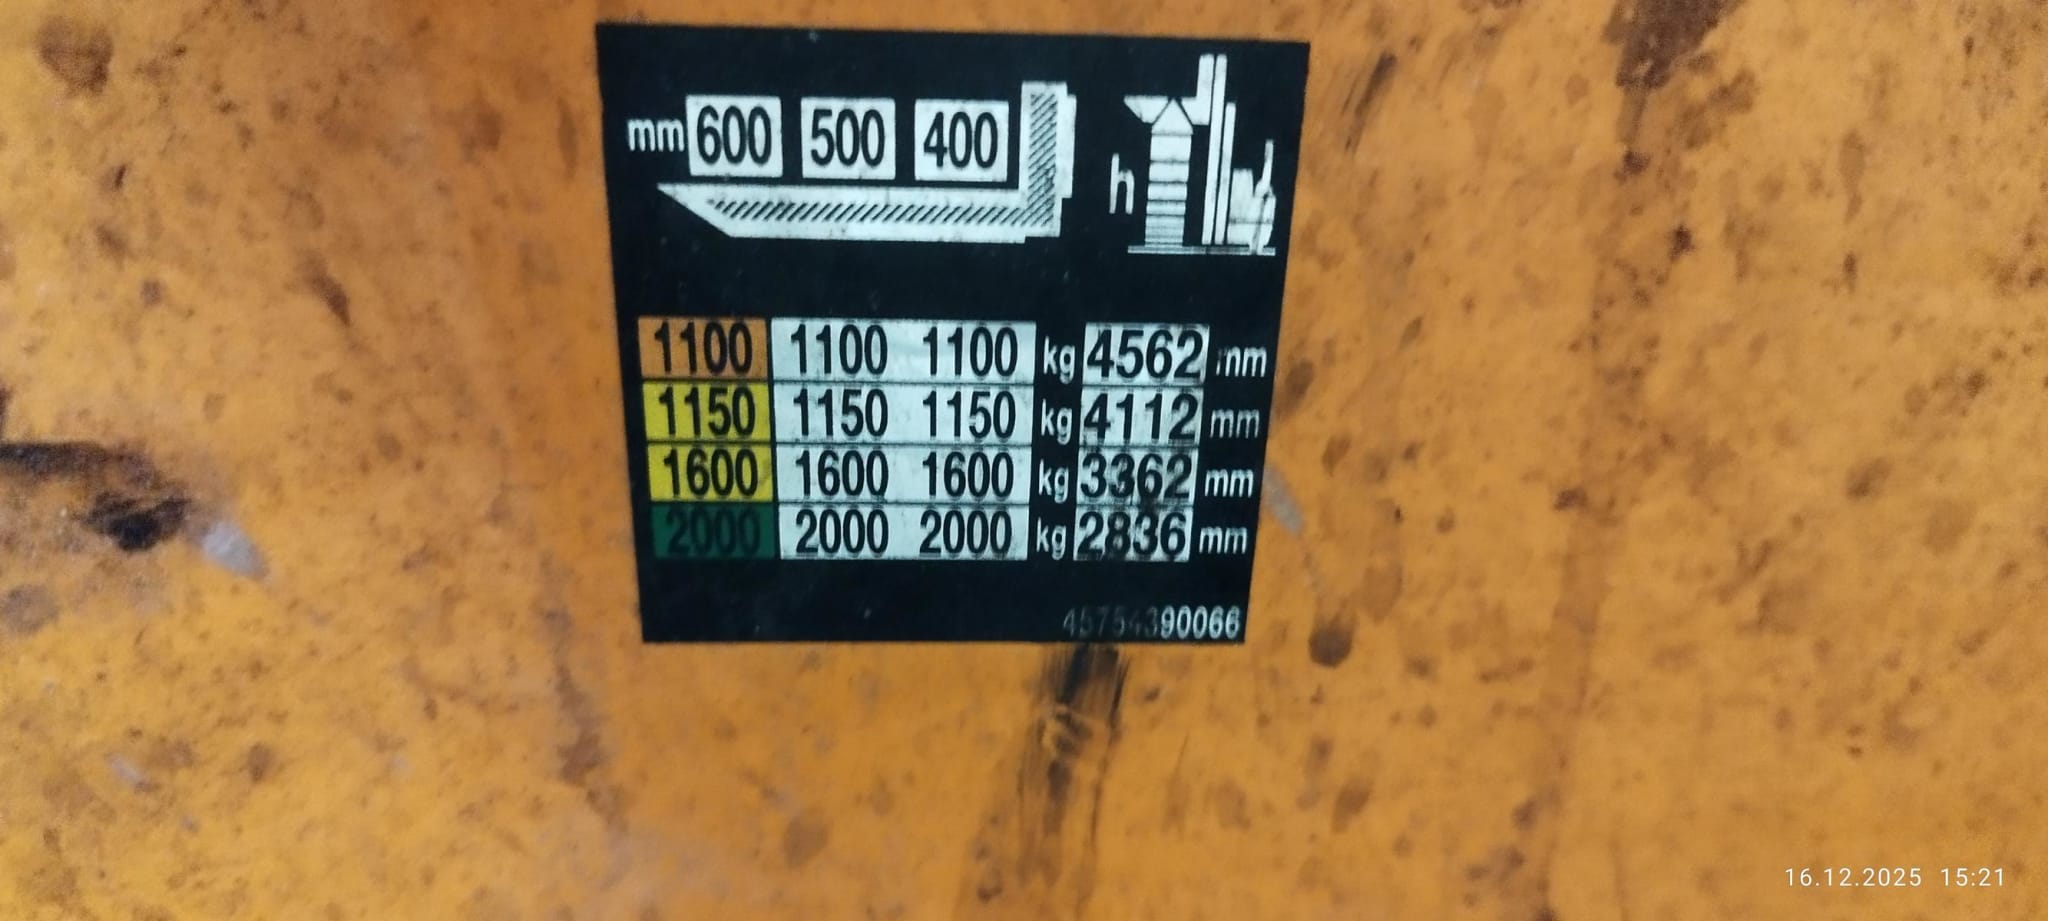 mm 600 500 400
h
1100 1100 1100 kg 4562 mm
1150 1150 1150 kg 4112 mm
1600 1600 1600 kg 3362 mm
2000 2000 2000 kg 2836 mm
45754390066
16.12.2025 15:21